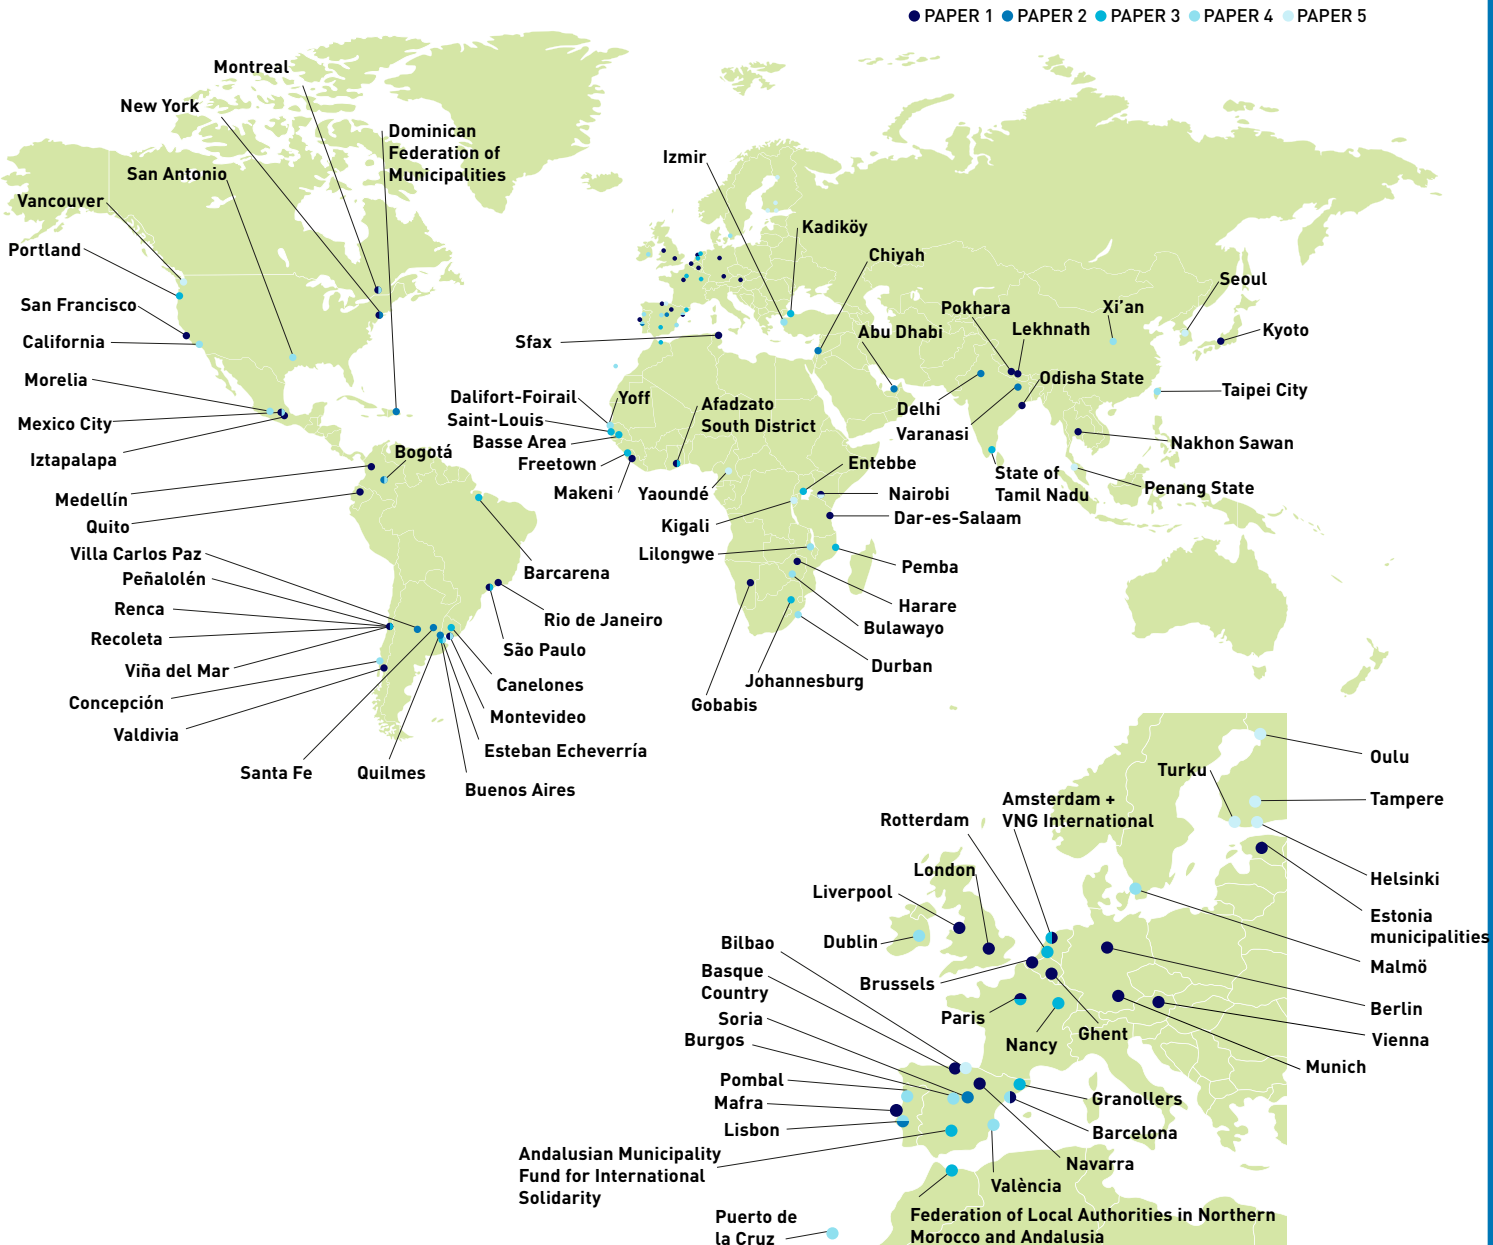 PAPER 1 PAPER 2 PAPER 3 PAPER 4 PAPER 5
Montreal
New York
Dominican
Federation of
Municipalities
San Antonio
Vancouver
Portland
San Francisco
California
Morelia
Mexico City
Iztapalapa
Bogotá
Medellín
Quito
Villa Carlos Paz
Peñalolén
Renca
Recoleta
Viña del Mar
Concepción
Valdivia
Santa Fe
Quilmes
Buenos Aires
Esteban Echeverría
Montevideo
Canelones
São Paulo
Rio de Janeiro
Barcarena
Izmir
Kadiköy
Chiyah
Sfax
Abu Dhabi
Pokhara
Lekhnath
Xi’an
Seoul
Kyoto
Odisha State
Taipei City
Dalifort-Foirail
Yoff
Saint-Louis
Basse Area
Freetown
Makeni
Afadzato
South District
Delhi
Varanasi
Nakhon Sawan
State of
Tamil Nadu
Penang State
Entebbe
Yaoundé
Nairobi
Kigali
Dar-es-Salaam
Lilongwe
Pemba
Harare
Bulawayo
Durban
Johannesburg
Gobabis
Oulu
Turku
Tampere
Amsterdam +
VNG International
Rotterdam
London
Liverpool
Helsinki
Estonia
municipalities
Dublin
Bilbao
Malmö
Basque
Country
Brussels
Berlin
Soria
Paris
Ghent
Vienna
Burgos
Nancy
Munich
Pombal
Mafra
Granollers
Lisbon
Barcelona
Andalusian Municipality
Fund for International
Solidarity
Navarra
València
Puerto de
la Cruz
Federation of Local Authorities in Northern
Morocco and Andalusia